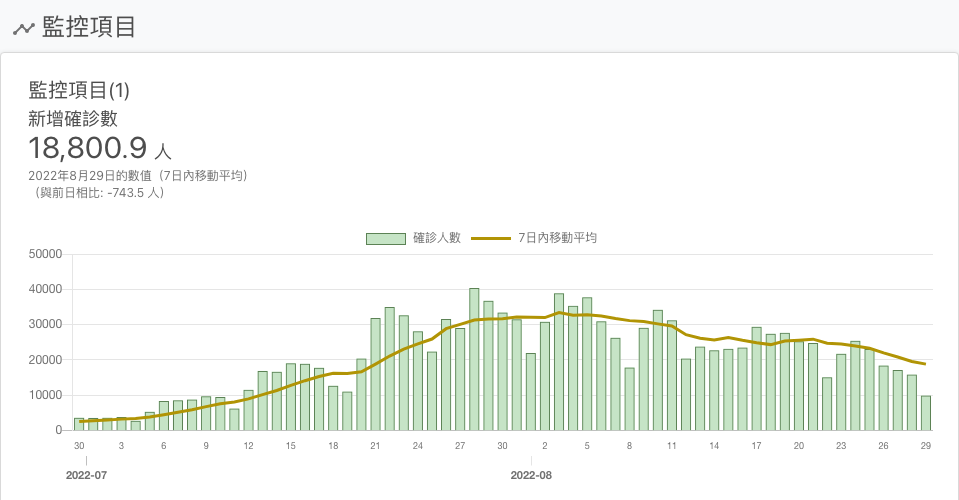 監控項目
監控項目(1)
新增確診數
18,800.9 人
2022年8月29日的數值（7日內移動平均）
（與前日相比: -743.5 人）
確診人數 7日內移動平均
50000
40000
30000
20000
10000
0
30 3 6 9 12 15 18 21 24 27 30 2 5 8 11 14 17 20 23 26 29
2022-07 2022-08